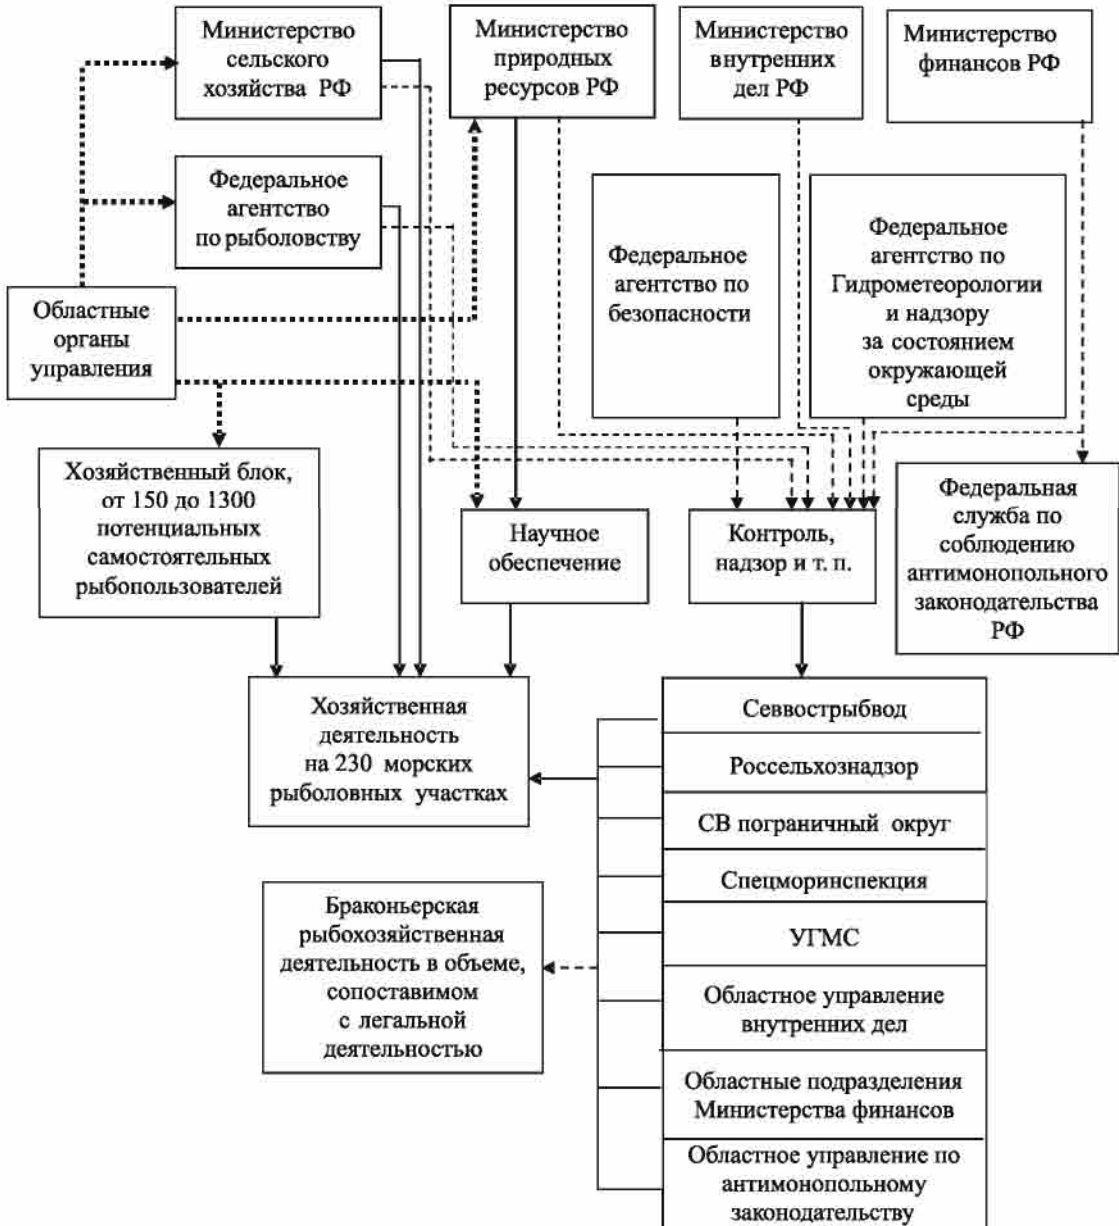 Министерство
сельского
хозяйства РФ
Министерство
природных
ресурсов РФ
Министерство
внутренних
дел РФ
Министерство
финансов РФ
Федеральное
агентство
по рыболовству
Федеральное
агентство по
безопасности
Федеральное
агентство по
Гидрометеорологии
и надзору
за состоянием
окружающей
среды
Областные
органы
управления
Хозяйственный блок,
от 150 до 1300
потенциальных
самостоятельных
рыбопользователей
Научное
обеспечение
Контроль,
надзор и т. п.
Федеральная
служба по
соблюдению
антимонопольного
законодательства
РФ
Хозяйственная
деятельность
на 230 морских
рыболовных участках
Севвострыбвод
Россельхознадзор
СВ пограничный округ
Спецморинспекция
УГМС
Областное управление
внутренних дел
Областные подразделения
Министерства финансов
Областное управление по
антимонопольному
законодательству
Браконьерская
рыбохозяйственная
деятельность в объеме,
сопоставимом
с легальной
деятельностью